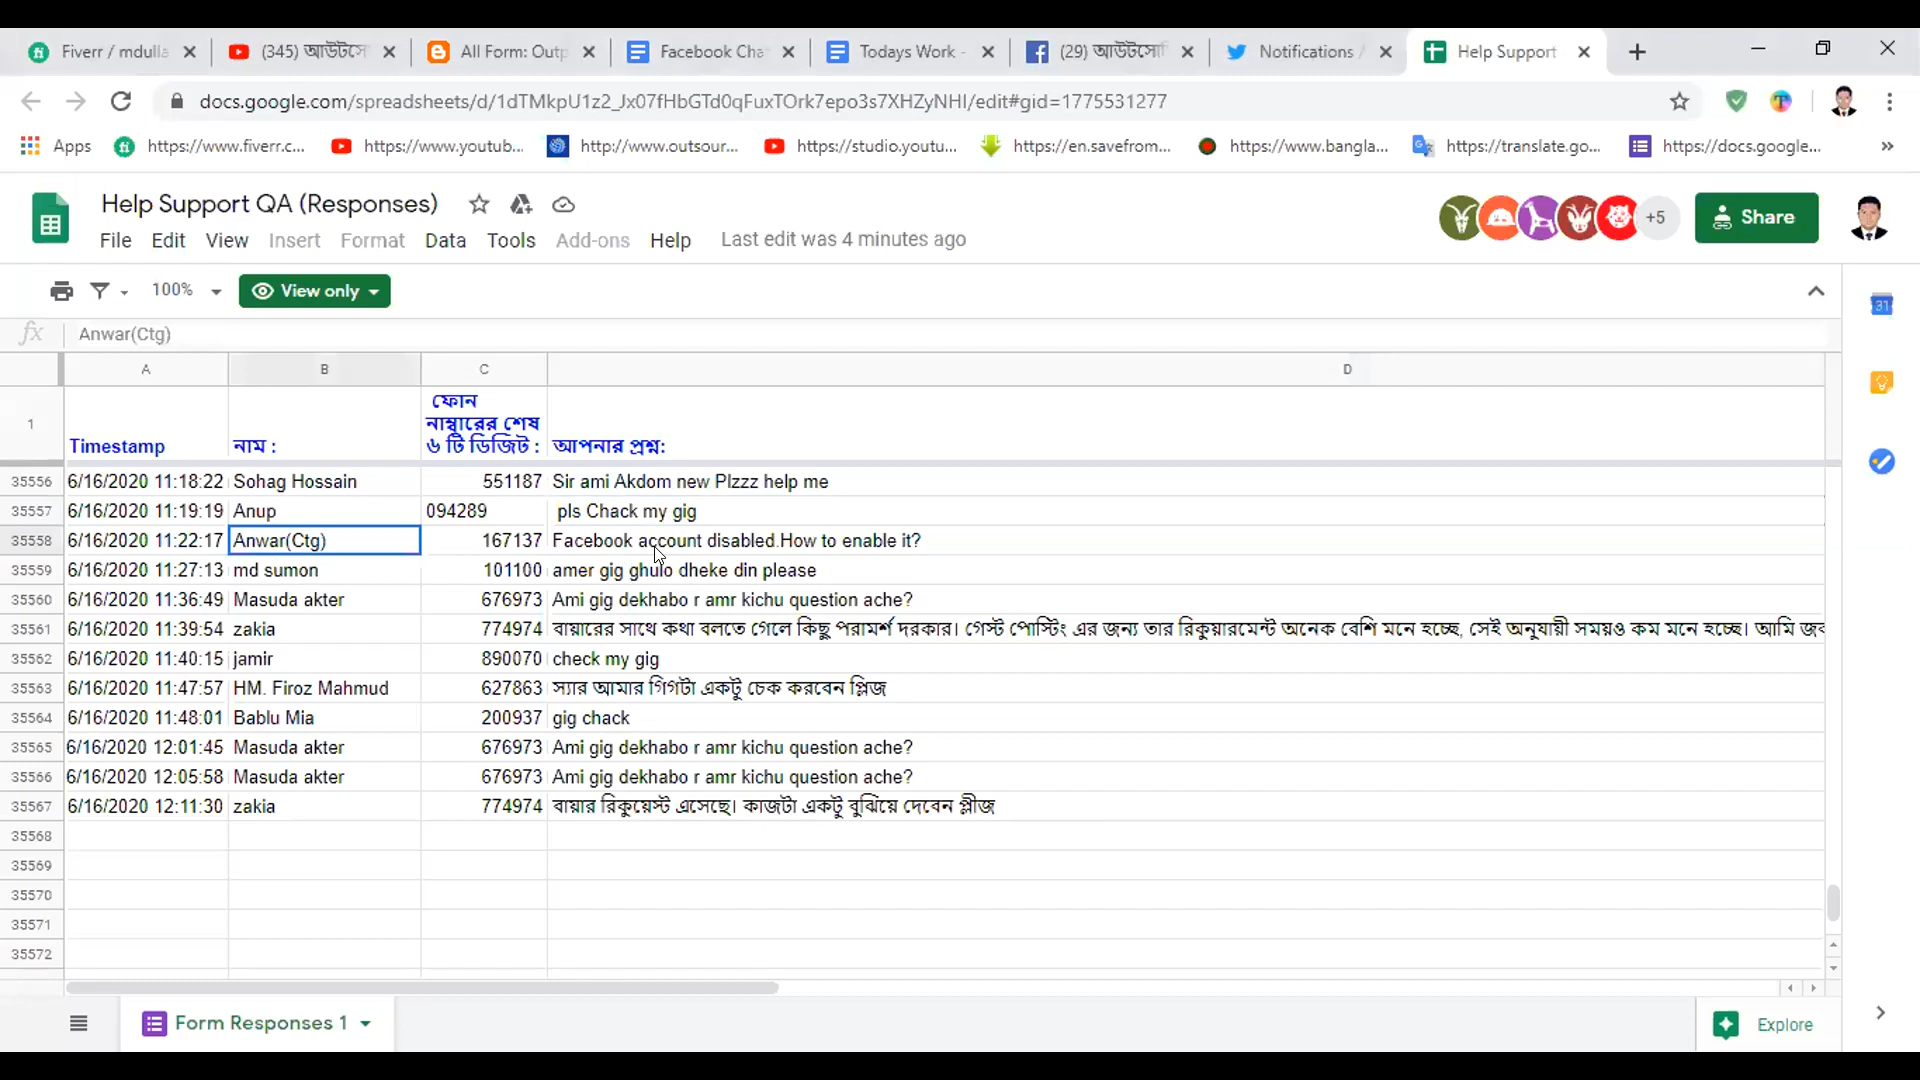 Fiverr / mdulla
(345) আউটসে
All Form: Outp
Facebook Cha
Todays Work -
(29) আউটসোর্সি
Notifications /
Help Support
docs.google.com/spreadsheets/d/1dTMkpU1z2_Jx07fHbGTd0qFuxTOrk7epo3s7XHZyNHI/edit#gid=1775531277
Apps
https://www.fiverr.c...
https://www.youtub...
http://www.outsour...
https://studio.youtu...
https://en.savefrom...
https://www.bangla...
https://translate.go...
https://docs.google...
Help Support QA (Responses)
+5
Share
File Edit View Insert Format Data Tools Add-ons Help Last edit was 4 minutes ago
100% View only
31
fx Anwar(Ctg)
A B C D
1 Timestamp নাম : ফোন নাম্বারের শেষ ৬ টি ডিজিট : আপনার প্রশ্ন:
35556 6/16/2020 11:18:22 Sohag Hossain 551187 Sir ami Akdom new Plzzz help me
35557 6/16/2020 11:19:19 Anup 094289 pls Chack my gig
35558 6/16/2020 11:22:17 Anwar(Ctg) 167137 Facebook account disabled.How to enable it?
35559 6/16/2020 11:27:13 md sumon 101100 amer gig ghulo dheke din please
35560 6/16/2020 11:36:49 Masuda akter 676973 Ami gig dekhabo r amr kichu question ache?
35561 6/16/2020 11:39:54 zakia 774974 বায়ারের সাথে কথা বলতে গেলে কিছু পরামর্শ দরকার। গেস্ট পোস্টিং এর জন্য তার রিকুয়ারমেন্ট অনেক বেশি মনে হচ্ছে, সেই অনুযায়ী সময়ও কম মনে হচ্ছে। আমি
35562 6/16/2020 11:40:15 jamir 890070 check my gig
35563 6/16/2020 11:47:57 HM. Firoz Mahmud 627863 স্যার আমার গিগটা একটু চেক করবেন প্লিজ
35564 6/16/2020 11:48:01 Bablu Mia 200937 gig chack
35565 6/16/2020 12:01:45 Masuda akter 676973 Ami gig dekhabo r amr kichu question ache?
35566 6/16/2020 12:05:58 Masuda akter 676973 Ami gig dekhabo r amr kichu question ache?
35567 6/16/2020 12:11:30 zakia 774974 বায়ার রিকুয়েস্ট এসেছে। কাজটা একটু বুঝিয়ে দেবেন প্লীজ
35568
35569
35570
35571
35572
Form Responses 1
Explore